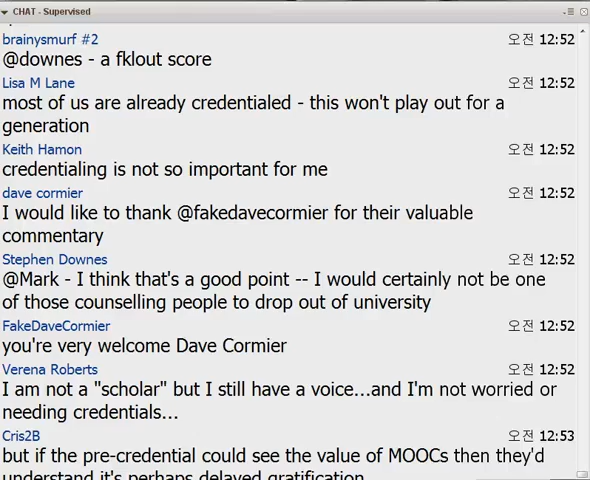 CHAT - Supervised
brainysmurf #2 오전 12:52
@downes - a fklout score
Lisa M Lane 오전 12:52
most of us are already credentialed - this won't play out for a
generation
Keith Hamon 오전 12:52
credentialing is not so important for me
dave cormier 오전 12:52
I would like to thank @fakedavecormier for their valuable
commentary
Stephen Downes 오전 12:52
@Mark - I think that's a good point -- I would certainly not be one
of those counselling people to drop out of university
FakeDaveCormier 오전 12:52
you're very welcome Dave Cormier
Verena Roberts 오전 12:52
I am not a "scholar" but I still have a voice...and I'm not worried or
needing credentials...
Cris2B 오전 12:53
but if the pre-credential could see the value of MOOCs then they'd
understand it's perhaps delayed gratification